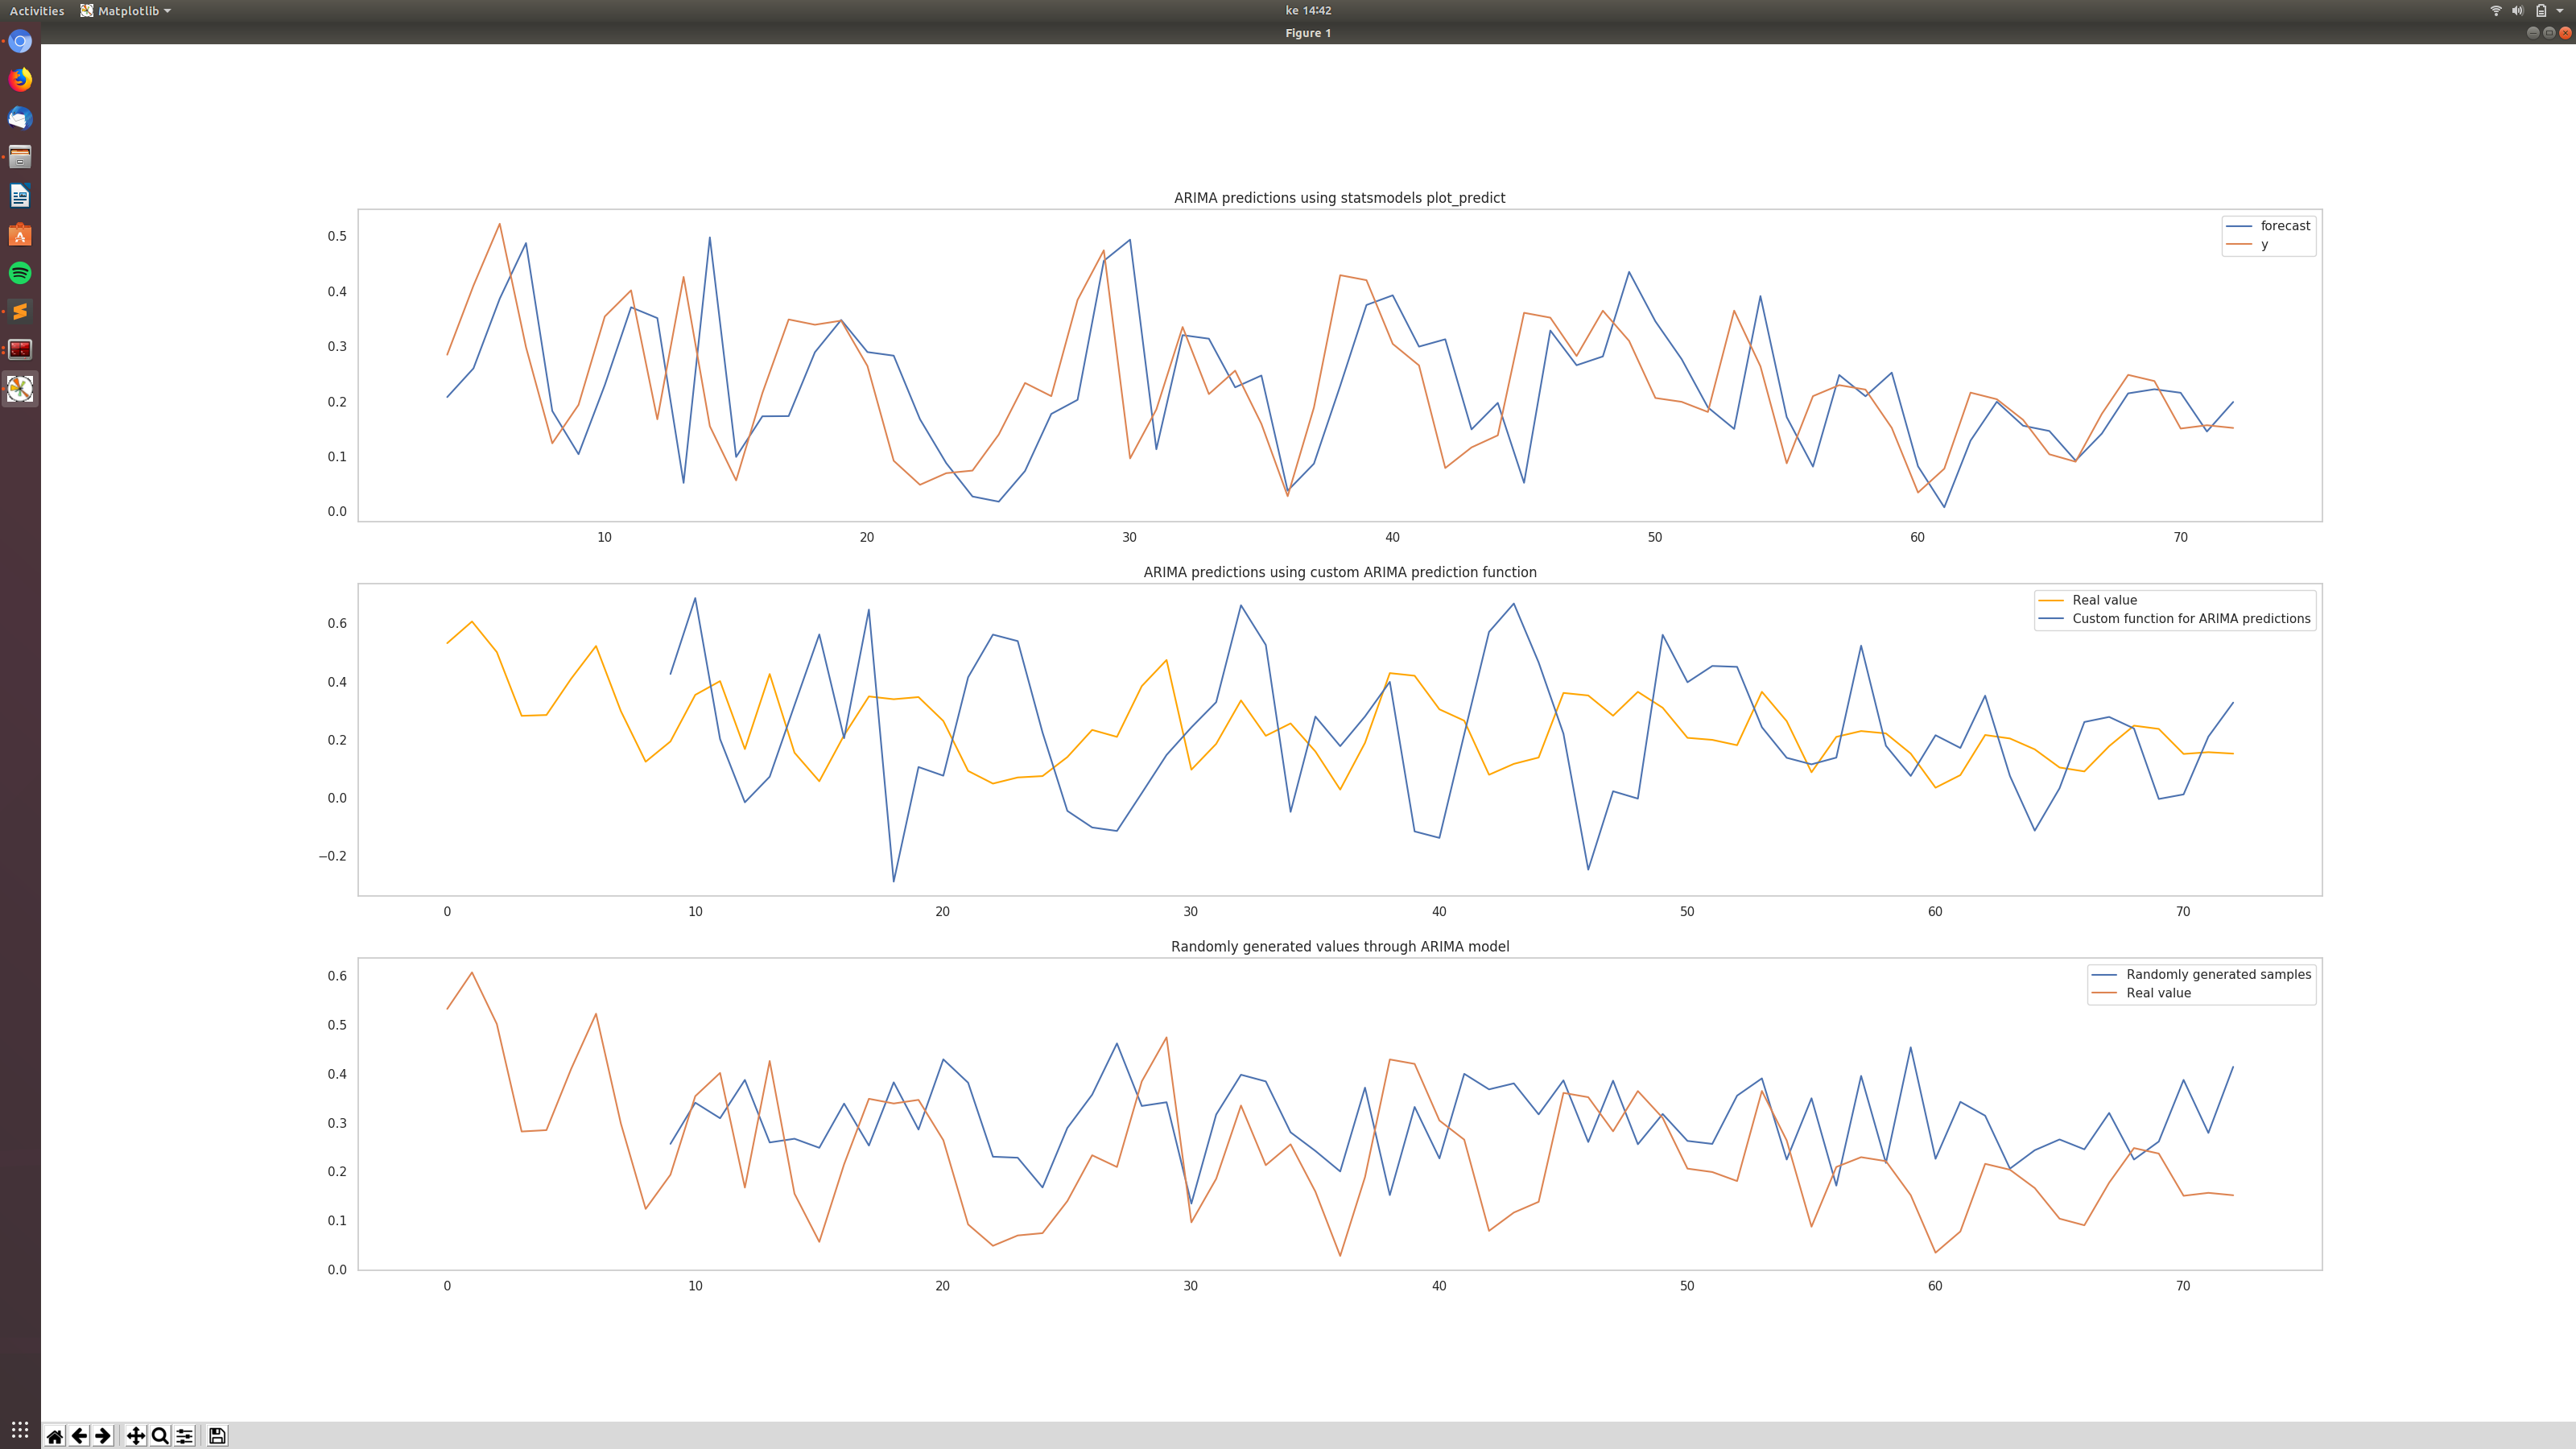 Activities Matplotlib ke 14:42
Figure 1
ARIMA predictions using statsmodels plot_predict
forecast
y
0.5
0.4
0.3
0.2
0.1
0.0
10 20 30 40 50 60 70
ARIMA predictions using custom ARIMA prediction function
Real value
Custom function for ARIMA predictions
0.6
0.4
0.2
0.0
−0.2
0 10 20 30 40 50 60 70
Randomly generated values through ARIMA model
Randomly generated samples
Real value
0.6
0.5
0.4
0.3
0.2
0.1
0.0
0 10 20 30 40 50 60 70